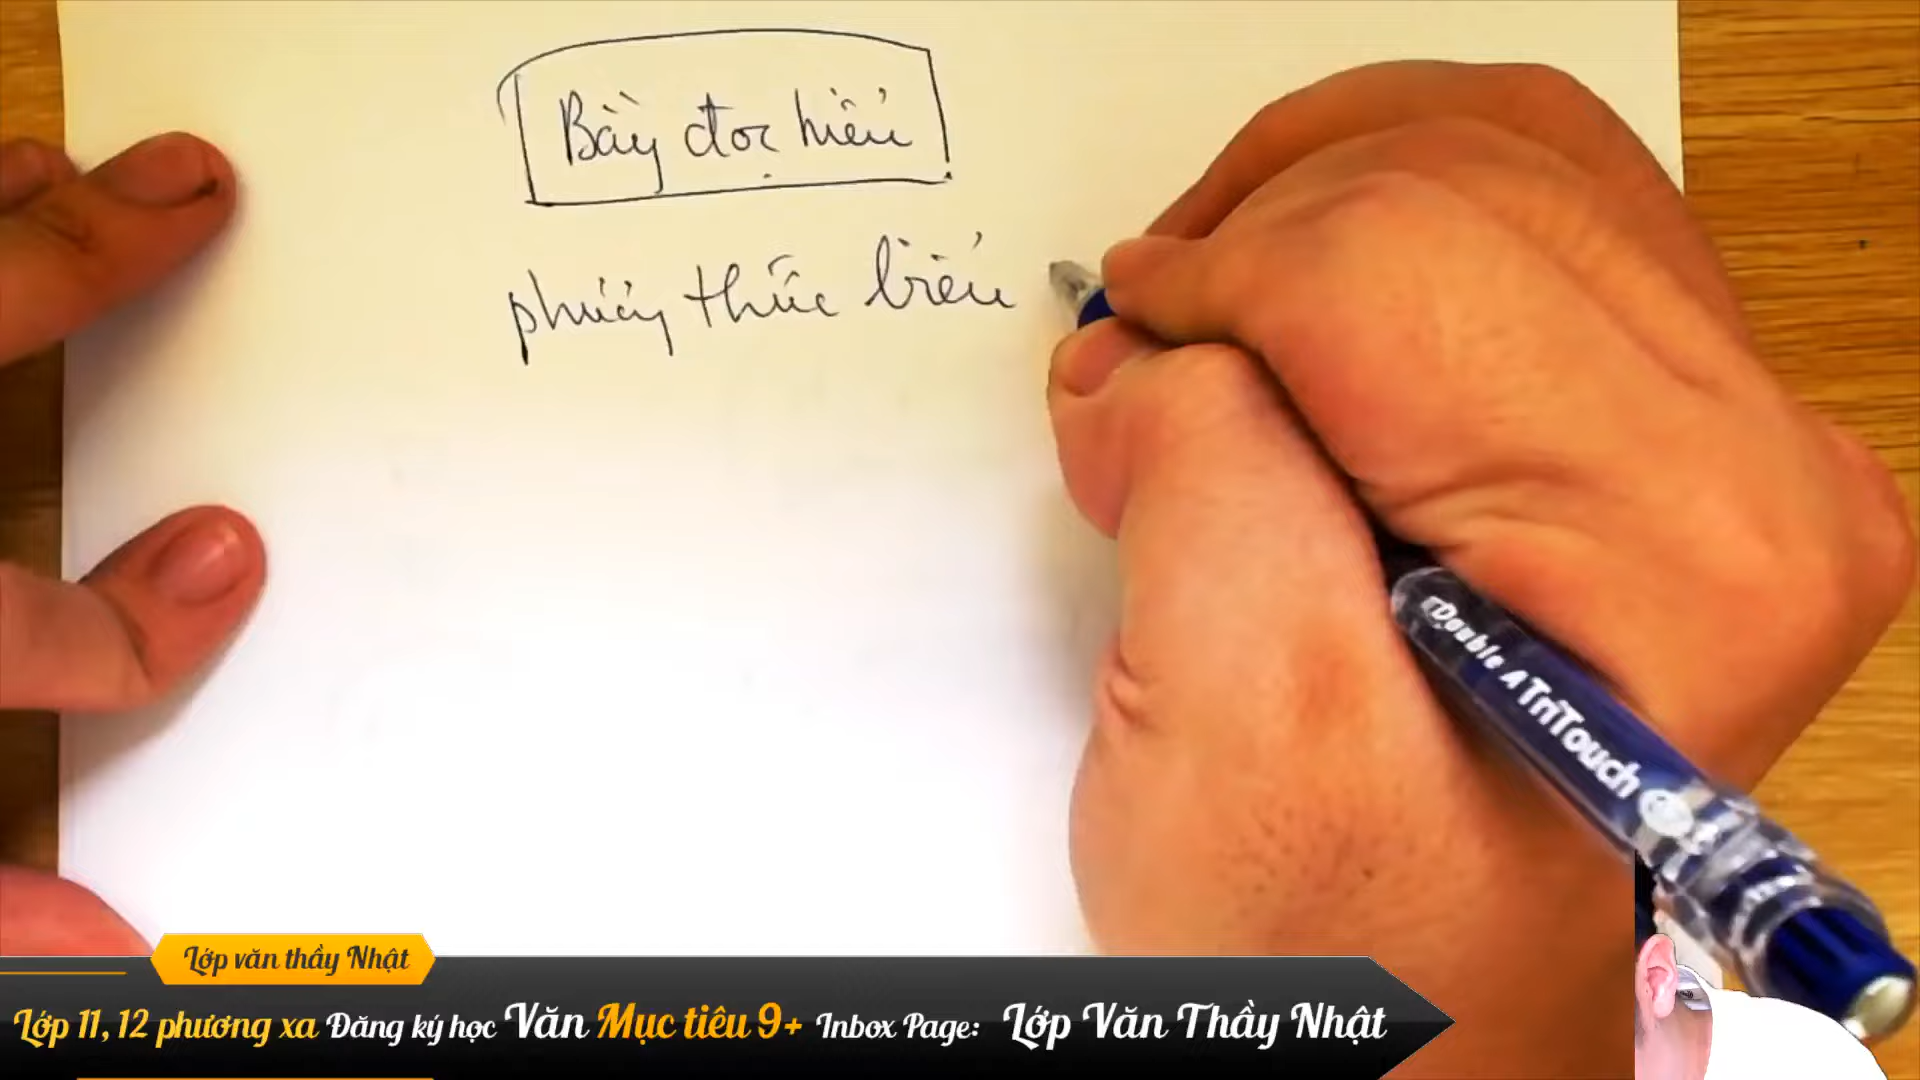 Bẫy đọc hiểu
phương thức biểu
Double A TriTouch
Lớp văn thầy Nhật
Lớp 11, 12 phương xa Đăng ký học Văn Mục tiêu 9+ Inbox Page: Lớp Văn Thầy Nhật